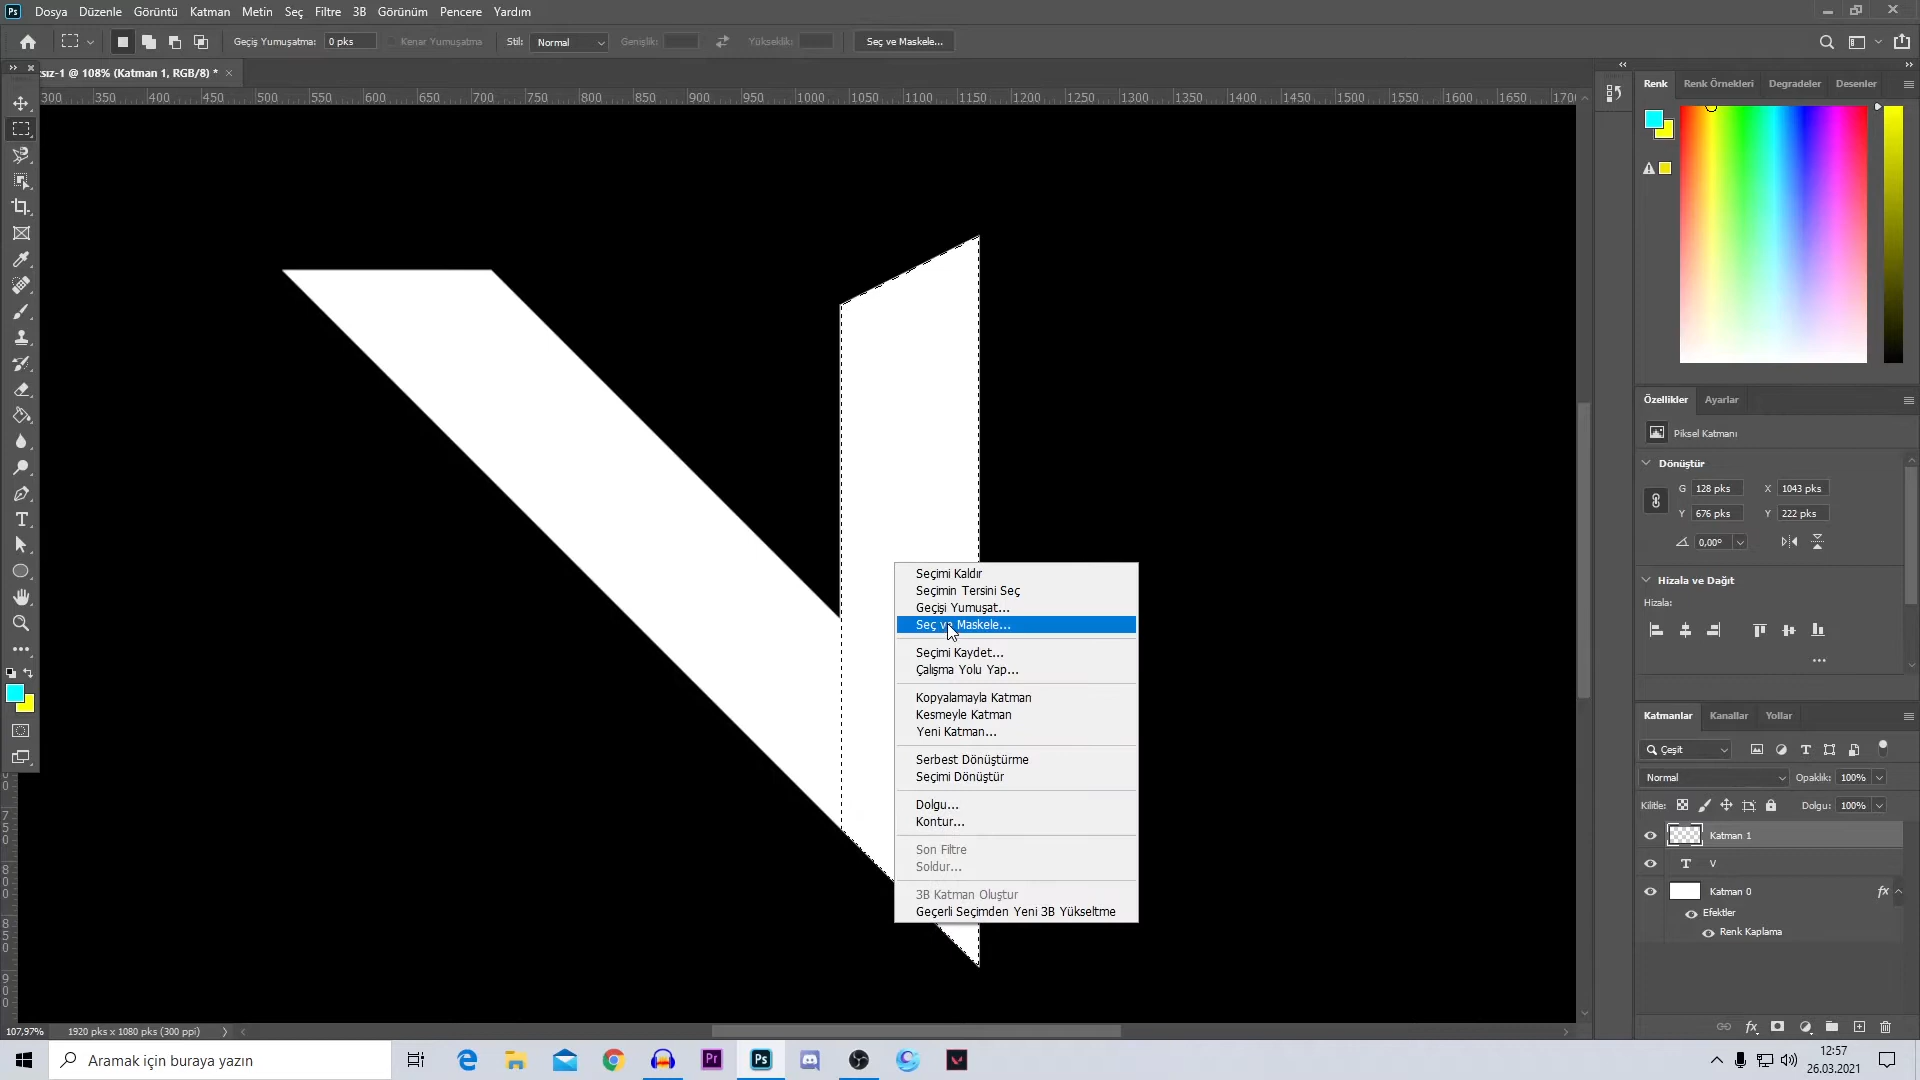 Ps Dosya Düzenle Görüntü Katman Metin Seç Filtre 3B Görünüm Pencere Yardım
Geçiş Yumuşatma: 0 pks Kenar Yumuşatma Stil: Normal Genişlik: Yükseklik: Seç ve Maskele...
ksız-1 @ 108% (Katman 1, RGB/8) *
300 350 400 450 500 550 600 650 700 750 800 850 900 950 1000 1050 1100 1150 1200 1250 1300 1350 1400 1450 1500 1550 1600 1650 170
Renk Renk Örnekleri Degradeler Desenler
Özellikler Ayarlar
Piksel Katmanı
Dönüştür
G 128 pks X 1043 pks
Y 676 pks Y 222 pks
0,00°
Hizala ve Dağıt
Hizala:
Seçimi Kaldır
Seçimin Tersini Seç
Geçişi Yumuşat...
Seç ve Maskele...
Seçimi Kaydet...
Çalışma Yolu Yap...
Kopyalamayla Katman
Kesmeyle Katman
Yeni Katman...
Serbest Dönüştürme
Seçimi Dönüştür
Dolgu...
Kontur...
Son Filtre
Soldur...
3B Katman Oluştur
Geçerli Seçimden Yeni 3B Yükseltme
Katmanlar Kanallar Yollar
Çeşit
Normal Opaklık: 100%
Kilitle: Dolgu: 100%
Katman 1
T V
Katman 0 fx
Efektler
Renk Kaplama
107,97% 1920 pks x 1080 pks (300 ppi)
Aramak için buraya yazın
Pr Ps
12:57
26.03.2021